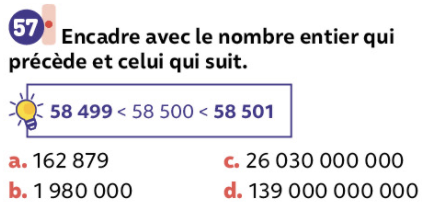 57 Encadre avec le nombre entier qui
précède et celui qui suit.
58 499 < 58 500 < 58 501
a. 162 879
c. 26 030 000 000
b. 1 980 000
d. 139 000 000 000